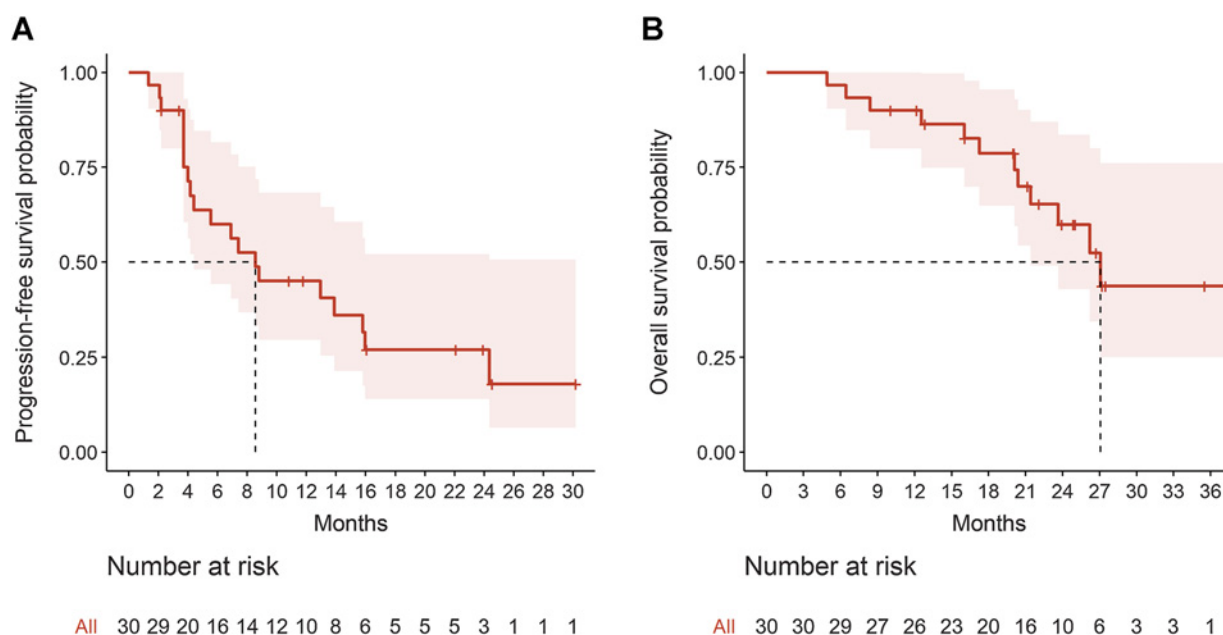 A
Progression-free survival probability
1.00
0.75
0.50
0.25
0.00
0 2 4 6 8 10 12 14 16 18 20 22 24 26 28 30
Months
Number at risk
All 30 29 20 16 14 12 10 8 6 5 5 5 3 1 1 1
B
Overall survival probability
1.00
0.75
0.50
0.25
0.00
0 3 6 9 12 15 18 21 24 27 30 33 36
Months
Number at risk
All 30 30 29 27 26 23 20 16 10 6 3 3 1